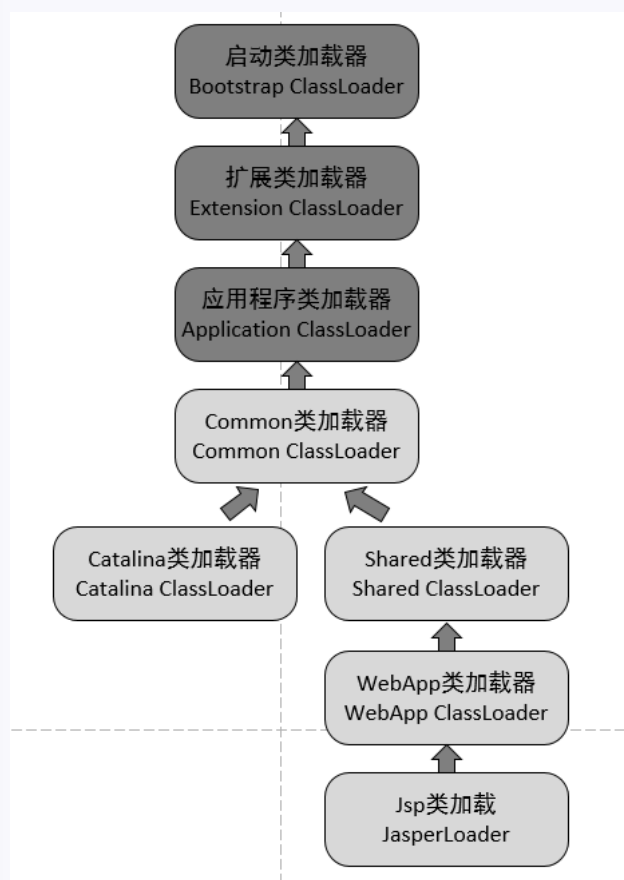 启动类加载器
Bootstrap ClassLoader
扩展类加载器
Extension ClassLoader
应用程序类加载器
Application ClassLoader
Common类加载器
Common ClassLoader
Catalina类加载器
Catalina ClassLoader
Shared类加载器
Shared ClassLoader
WebApp类加载器
WebApp ClassLoader
Jsp类加载
JasperLoader